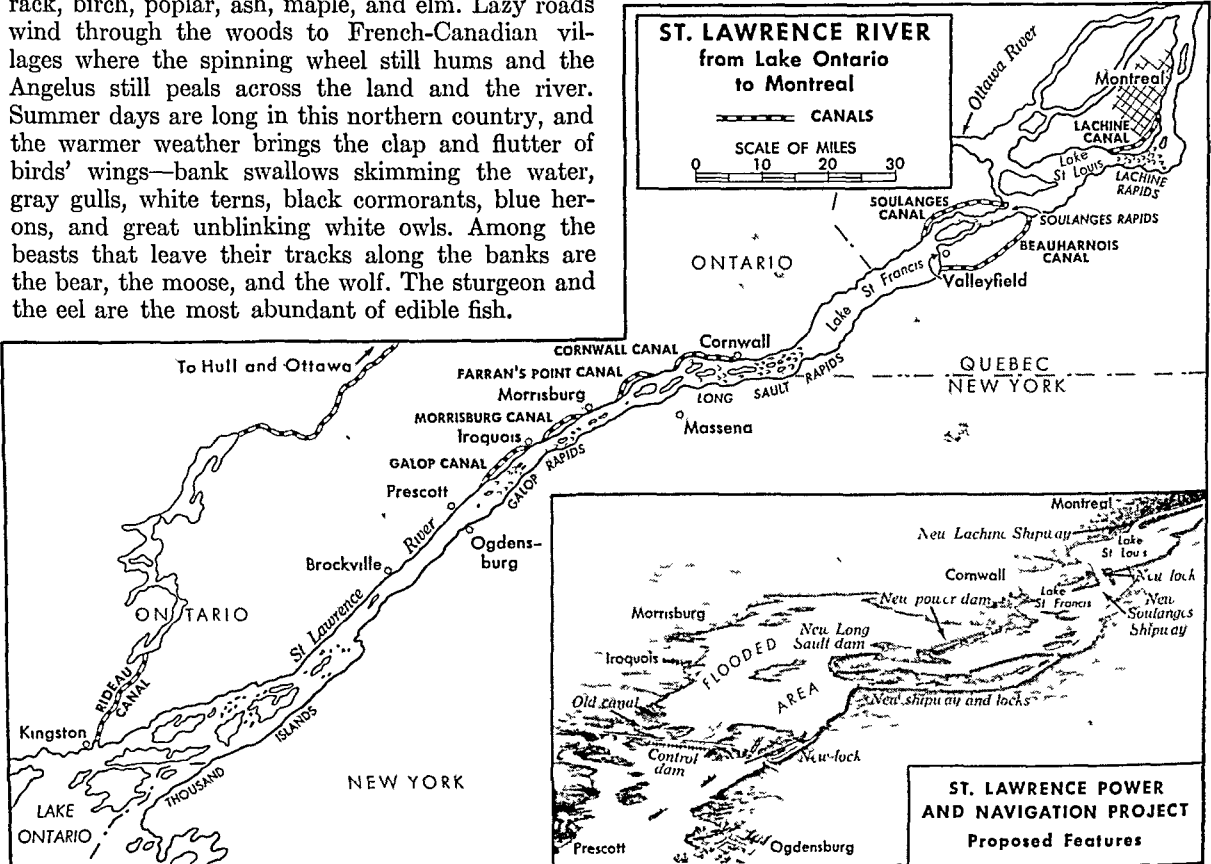 rack, birch, poplar, ash, maple, and elm. Lazy roads
wind through the woods to French-Canadian vil-
lages where the spinning wheel still hums and the
Angelus still peals across the land and the river.
Summer days are long in this northern country, and
the warmer weather brings the clap and flutter of
birds' wings—bank swallows skimming the water,
gray gulls, white terns, black cormorants, blue her-
ons, and great unblinking white owls. Among the
beasts that leave their tracks along the banks are
the bear, the moose, and the wolf. The sturgeon and
the eel are the most abundant of edible fish.
ST. LAWRENCE RIVER
from Lake Ontario
to Montreal
CANALS
SCALE OF MILES
0 10 20 30
Ottawa River
Montreal
LACHINE
CANAL
Lake
St Louis
LACHINE
RAPIDS
SOULANGES
CANAL
SOULANGES RAPIDS
BEAUHARNOIS
CANAL
ONTARIO
Lake St Francis
Valleyfield
QUEBEC
NEW YORK
To Hull and Ottawa
CORNWALL CANAL
Cornwall
FARRAN'S POINT CANAL
LONG SAULT RAPIDS
Morrisburg
MORRISBURG CANAL
Massena
Iroquois
GALOP CANAL
GALOP RAPIDS
Prescott
Ogdens-
burg
Brockville
St Lawrence River
ONTARIO
RIDEAU
CANAL
Kingston
THOUSAND ISLANDS
LAKE
ONTARIO
NEW YORK
Montreal
New Lachine Shipway
Lake
St Louis
Cornwall
New lock
Lake
St Francis
New power dam
New
Soulanges
Shipway
Morrisburg
New Long
Sault dam
Iroquois
FLOODED
AREA
Old canal
New shipway and locks
Control
dam
New lock
Prescott
Ogdensburg
ST. LAWRENCE POWER
AND NAVIGATION PROJECT
Proposed Features